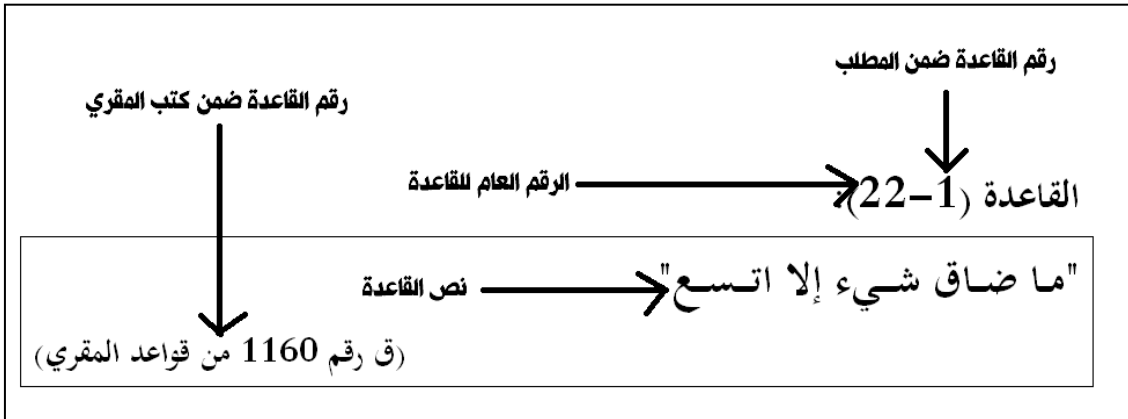 رقم القاعدة ضمن المطلب
رقم القاعدة ضمن كتب المقري
الرقم العام للقاعدة
القاعدة (1-22):
"ما ضاق شيء إلا اتسع"
نص القاعدة
(ق رقم 1160 من قواعد المقري)